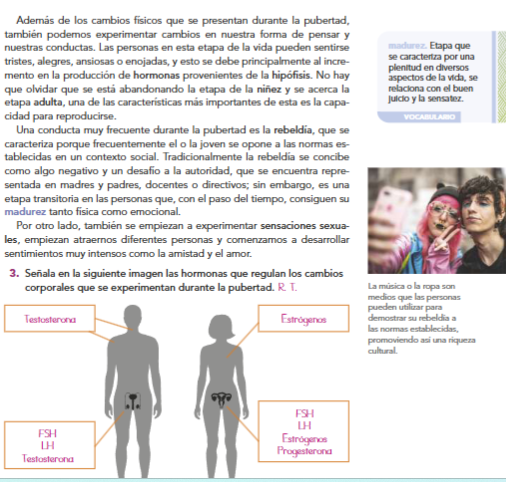 Además de los cambios físicos que se presentan durante la pubertad,
también podemos experimentar cambios en nuestra forma de pensar y
nuestras conductas. Las personas en esta etapa de la vida pueden sentirse
tristes, alegres, ansiosas o enojadas, y esto se debe principalmente al incre-
mento en la producción de hormonas provenientes de la hipófisis. No hay
que olvidar que se está abandonando la etapa de la niñez y se acerca la
etapa adulta, una de las características más importantes de esta es la capa-
cidad para reproducirse.
Una conducta muy frecuente durante la pubertad es la rebeldía, que se
caracteriza porque frecuentemente el o la joven se opone a las normas es-
tablecidas en un contexto social. Tradicionalmente la rebeldía se concibe
como algo negativo y un desafío a la autoridad, que se encuentra repre-
sentada en madres y padres, docentes o directivos; sin embargo, es una
etapa transitoria en las personas que, con el paso del tiempo, consiguen su
madurez tanto física como emocional.
Por otro lado, también se empiezan a experimentar sensaciones sexua-
les, empiezan atraernos diferentes personas y comenzamos a desarrollar
sentimientos muy intensos como la amistad y el amor.
3. Señala en la siguiente imagen las hormonas que regulan los cambios
corporales que se experimentan durante la pubertad. R. T.
Testosterona
Estrógenos
FSH
LH
Testosterona
FSH
LH
Estrógenos
Progesterona
madurez. Etapa que
se caracteriza por una
plenitud en diversos
aspectos de la vida, se
relaciona con el buen
juicio y la sensatez.
VOCABULARIO
La música o la ropa son
medios que las personas
pueden utilizar para
demostrar su rebeldía a
las normas establecidas,
promoviendo así una riqueza
cultural.